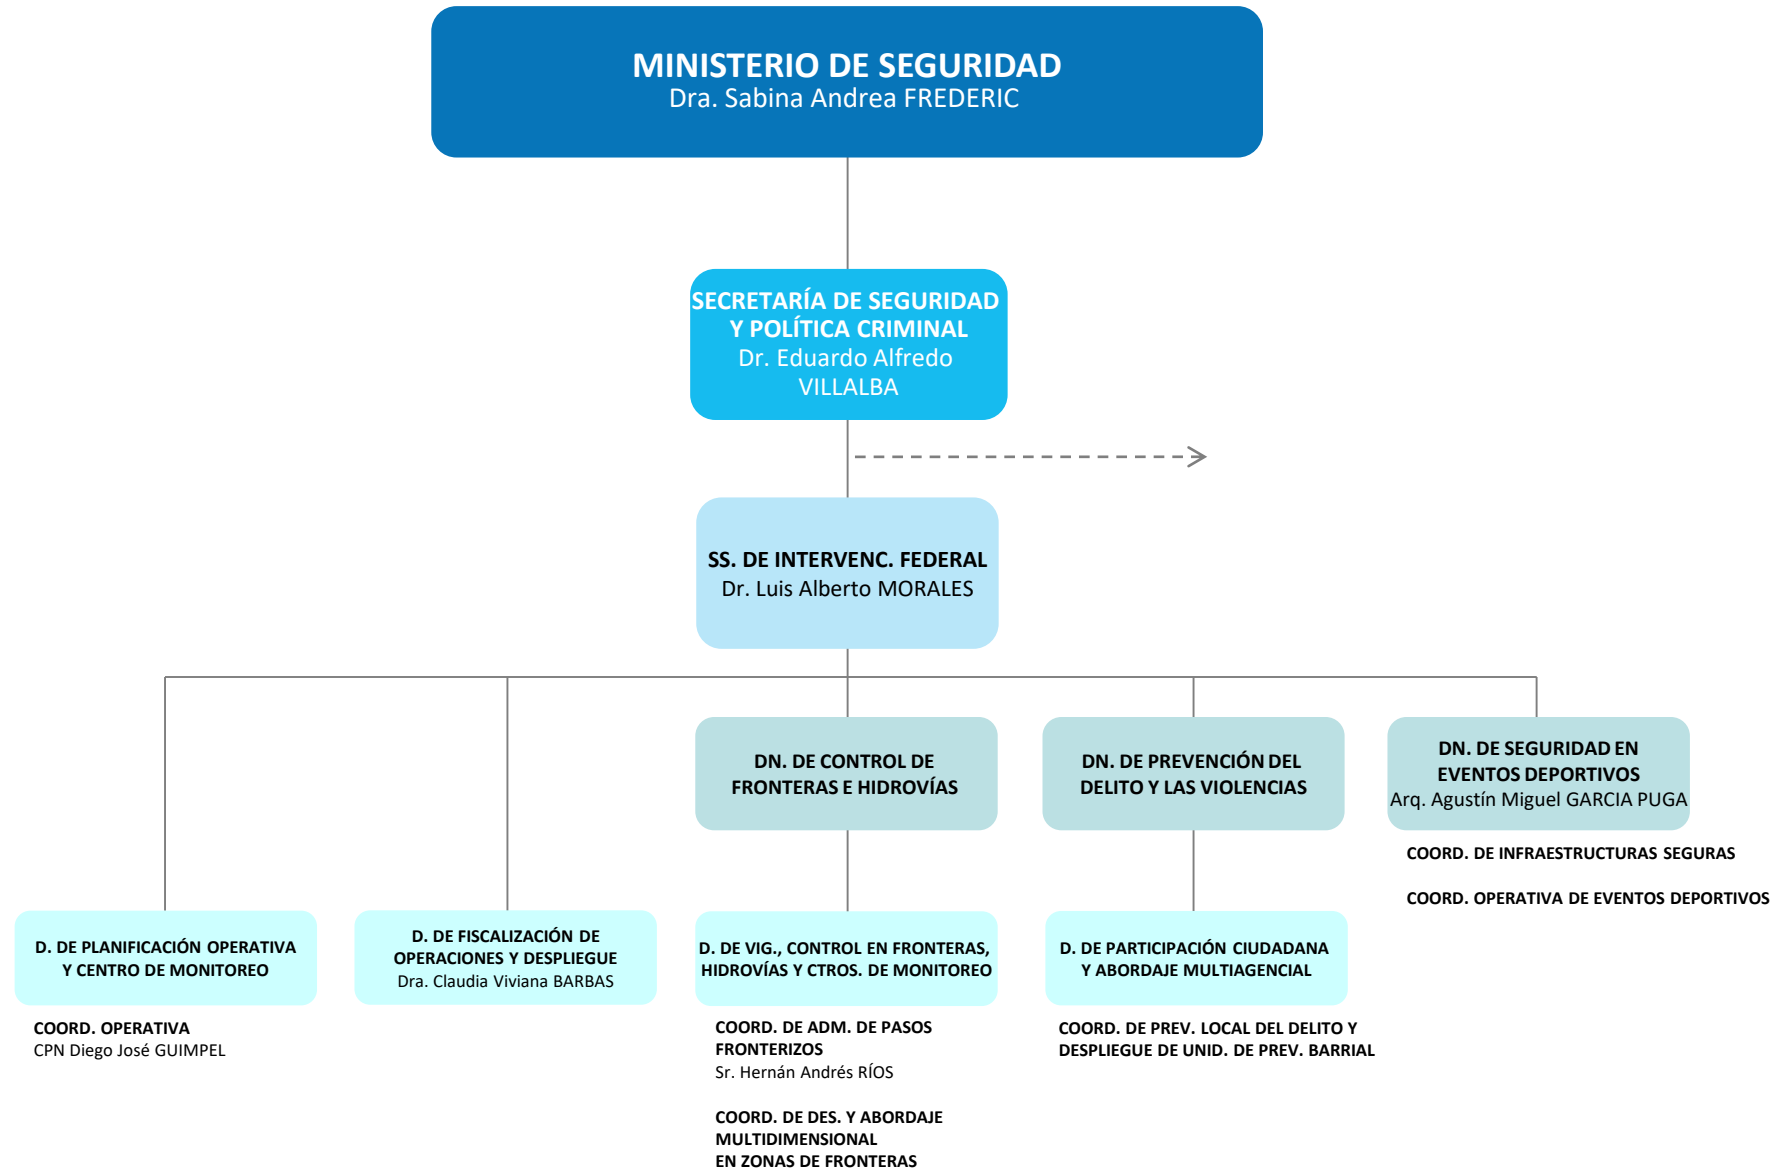 MINISTERIO DE SEGURIDAD
Dra. Sabina Andrea FREDERIC
SECRETARÍA DE SEGURIDAD
Y POLÍTICA CRIMINAL
Dr. Eduardo Alfredo
VILLALBA
SS. DE INTERVENC. FEDERAL
Dr. Luis Alberto MORALES
DN. DE CONTROL DE
FRONTERAS E HIDROVÍAS
DN. DE PREVENCIÓN DEL
DELITO Y LAS VIOLENCIAS
DN. DE SEGURIDAD EN
EVENTOS DEPORTIVOS
Arq. Agustín Miguel GARCIA PUGA
COORD. DE INFRAESTRUCTURAS SEGURAS
COORD. OPERATIVA DE EVENTOS DEPORTIVOS
D. DE PLANIFICACIÓN OPERATIVA
Y CENTRO DE MONITOREO
COORD. OPERATIVA
CPN Diego José GUIMPEL
D. DE FISCALIZACIÓN DE
OPERACIONES Y DESPLIEGUE
Dra. Claudia Viviana BARBAS
D. DE VIG., CONTROL EN FRONTERAS,
HIDROVÍAS Y CTROS. DE MONITOREO
COORD. DE ADM. DE PASOS
FRONTERIZOS
Sr. Hernán Andrés RÍOS
COORD. DE DES. Y ABORDAJE
MULTIDIMENSIONAL
EN ZONAS DE FRONTERAS
D. DE PARTICIPACIÓN CIUDADANA
Y ABORDAJE MULTIAGENCIAL
COORD. DE PREV. LOCAL DEL DELITO Y
DESPLIEGUE DE UNID. DE PREV. BARRIAL